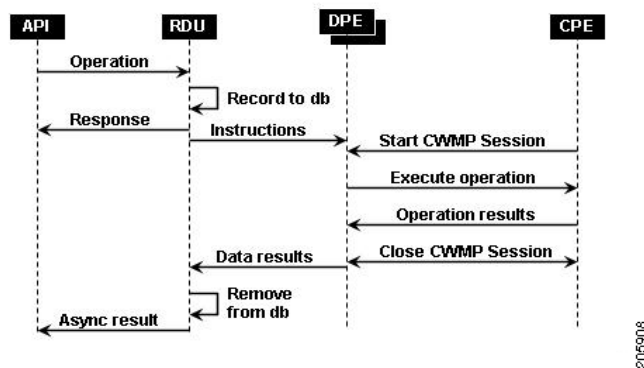 API
RDU
DPE
CPE
Operation
Record to db
Response
Instructions
Start CWMP Session
Execute operation
Operation results
Close CWMP Session
Data results
Remove
from db
Async result
205908